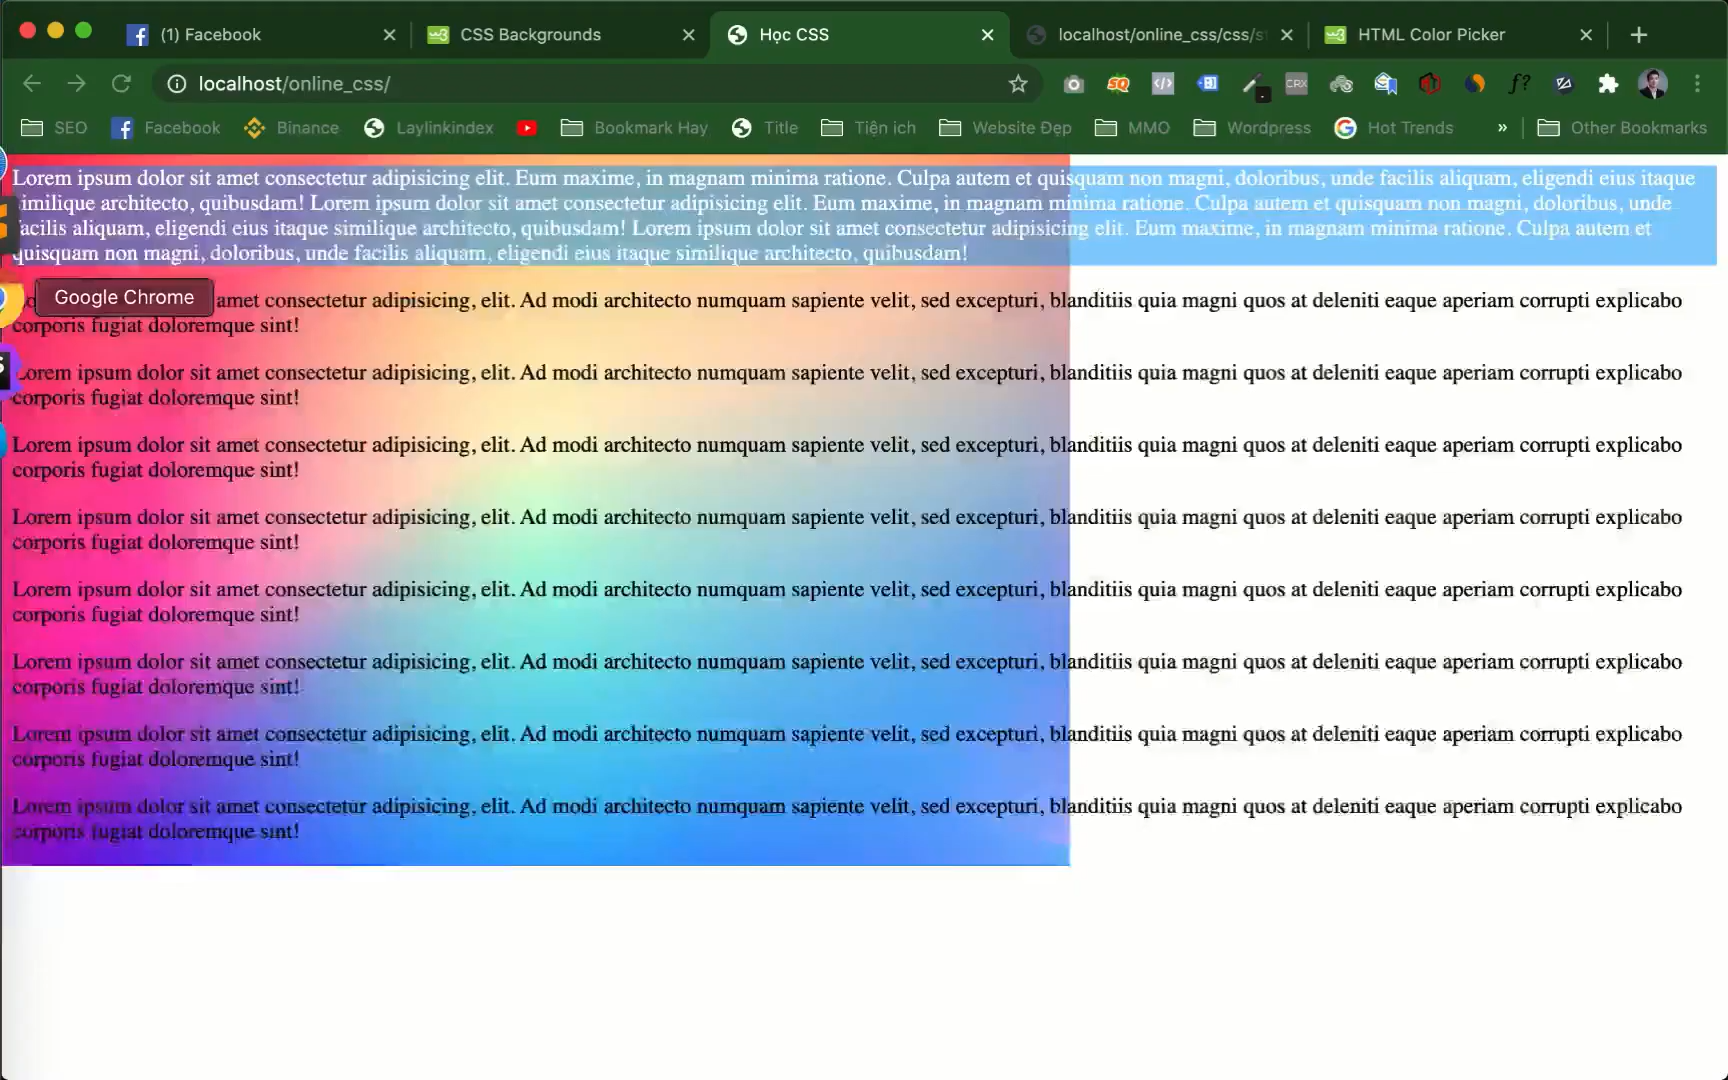 (1) Facebook
CSS Backgrounds
Học CSS
localhost/online_css/css/s
HTML Color Picker
localhost/online_css/
SQ
CRX
f?
SEO
Facebook
Binance
Laylinkindex
Bookmark Hay
Title
Tiện ích
Website Đẹp
MMO
Wordpress
Hot Trends
»
Other Bookmarks
Lorem ipsum dolor sit amet consectetur adipisicing elit. Eum maxime, in magnam minima ratione. Culpa autem et quisquam non magni, doloribus, unde facilis aliquam, eligendi eius itaque
similique architecto, quibusdam! Lorem ipsum dolor sit amet consectetur adipisicing elit. Eum maxime, in magnam minima ratione. Culpa autem et quisquam non magni, doloribus, unde
facilis aliquam, eligendi eius itaque similique architecto, quibusdam! Lorem ipsum dolor sit amet consectetur adipisicing elit. Eum maxime, in magnam minima ratione. Culpa autem et
quisquam non magni, doloribus, unde facilis aliquam, eligendi eius itaque similique architecto, quibusdam!
Google Chrome
amet consectetur adipisicing, elit. Ad modi architecto numquam sapiente velit, sed excepturi, blanditiis quia magni quos at deleniti eaque aperiam corrupti explicabo
corporis fugiat doloremque sint!
Lorem ipsum dolor sit amet consectetur adipisicing, elit. Ad modi architecto numquam sapiente velit, sed excepturi, blanditiis quia magni quos at deleniti eaque aperiam corrupti explicabo
corporis fugiat doloremque sint!
Lorem ipsum dolor sit amet consectetur adipisicing, elit. Ad modi architecto numquam sapiente velit, sed excepturi, blanditiis quia magni quos at deleniti eaque aperiam corrupti explicabo
corporis fugiat doloremque sint!
Lorem ipsum dolor sit amet consectetur adipisicing, elit. Ad modi architecto numquam sapiente velit, sed excepturi, blanditiis quia magni quos at deleniti eaque aperiam corrupti explicabo
corporis fugiat doloremque sint!
Lorem ipsum dolor sit amet consectetur adipisicing, elit. Ad modi architecto numquam sapiente velit, sed excepturi, blanditiis quia magni quos at deleniti eaque aperiam corrupti explicabo
corporis fugiat doloremque sint!
Lorem ipsum dolor sit amet consectetur adipisicing, elit. Ad modi architecto numquam sapiente velit, sed excepturi, blanditiis quia magni quos at deleniti eaque aperiam corrupti explicabo
corporis fugiat doloremque sint!
Lorem ipsum dolor sit amet consectetur adipisicing, elit. Ad modi architecto numquam sapiente velit, sed excepturi, blanditiis quia magni quos at deleniti eaque aperiam corrupti explicabo
corporis fugiat doloremque sint!
Lorem ipsum dolor sit amet consectetur adipisicing, elit. Ad modi architecto numquam sapiente velit, sed excepturi, blanditiis quia magni quos at deleniti eaque aperiam corrupti explicabo
corporis fugiat doloremque sint!